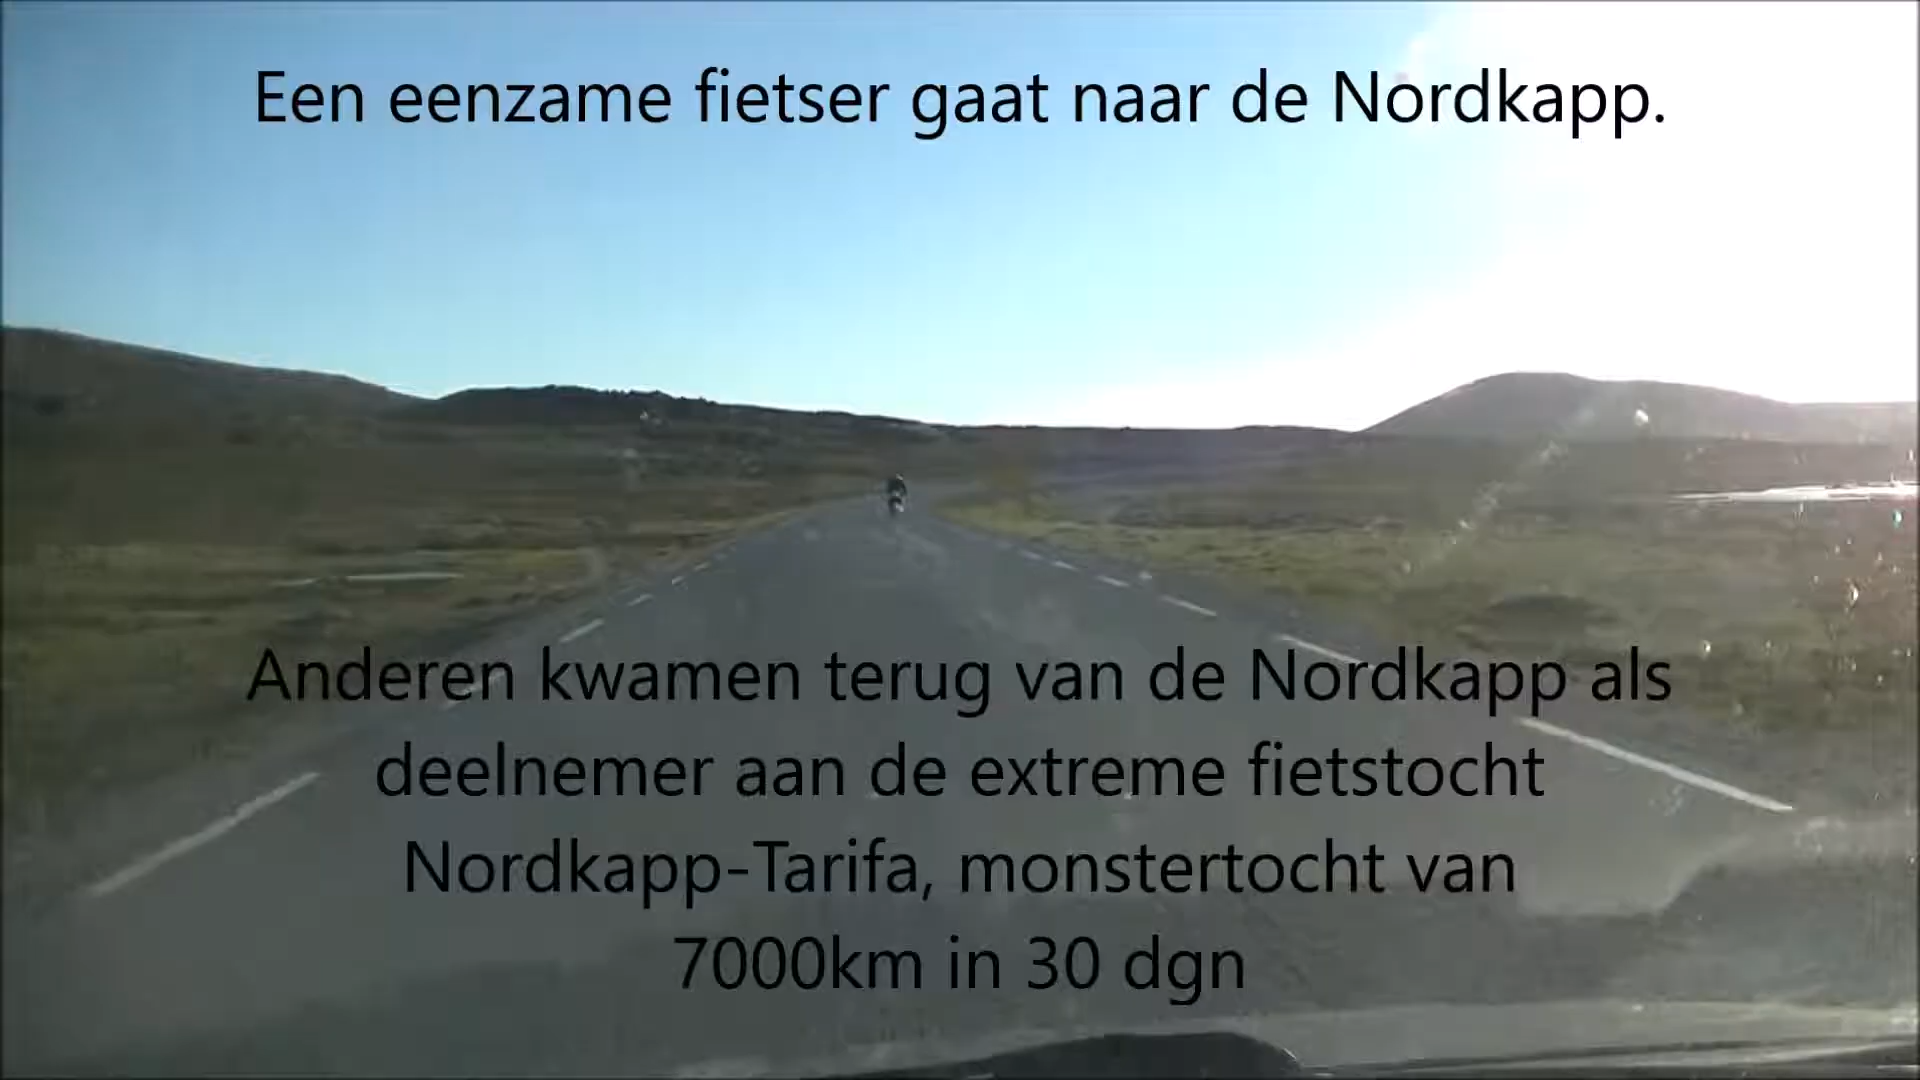 Een eenzame fietser gaat naar de Nordkapp.
Anderen kwamen terug van de Nordkapp als
deelnemer aan de extreme fietstocht
Nordkapp-Tarifa, monstertocht van
7000km in 30 dgn